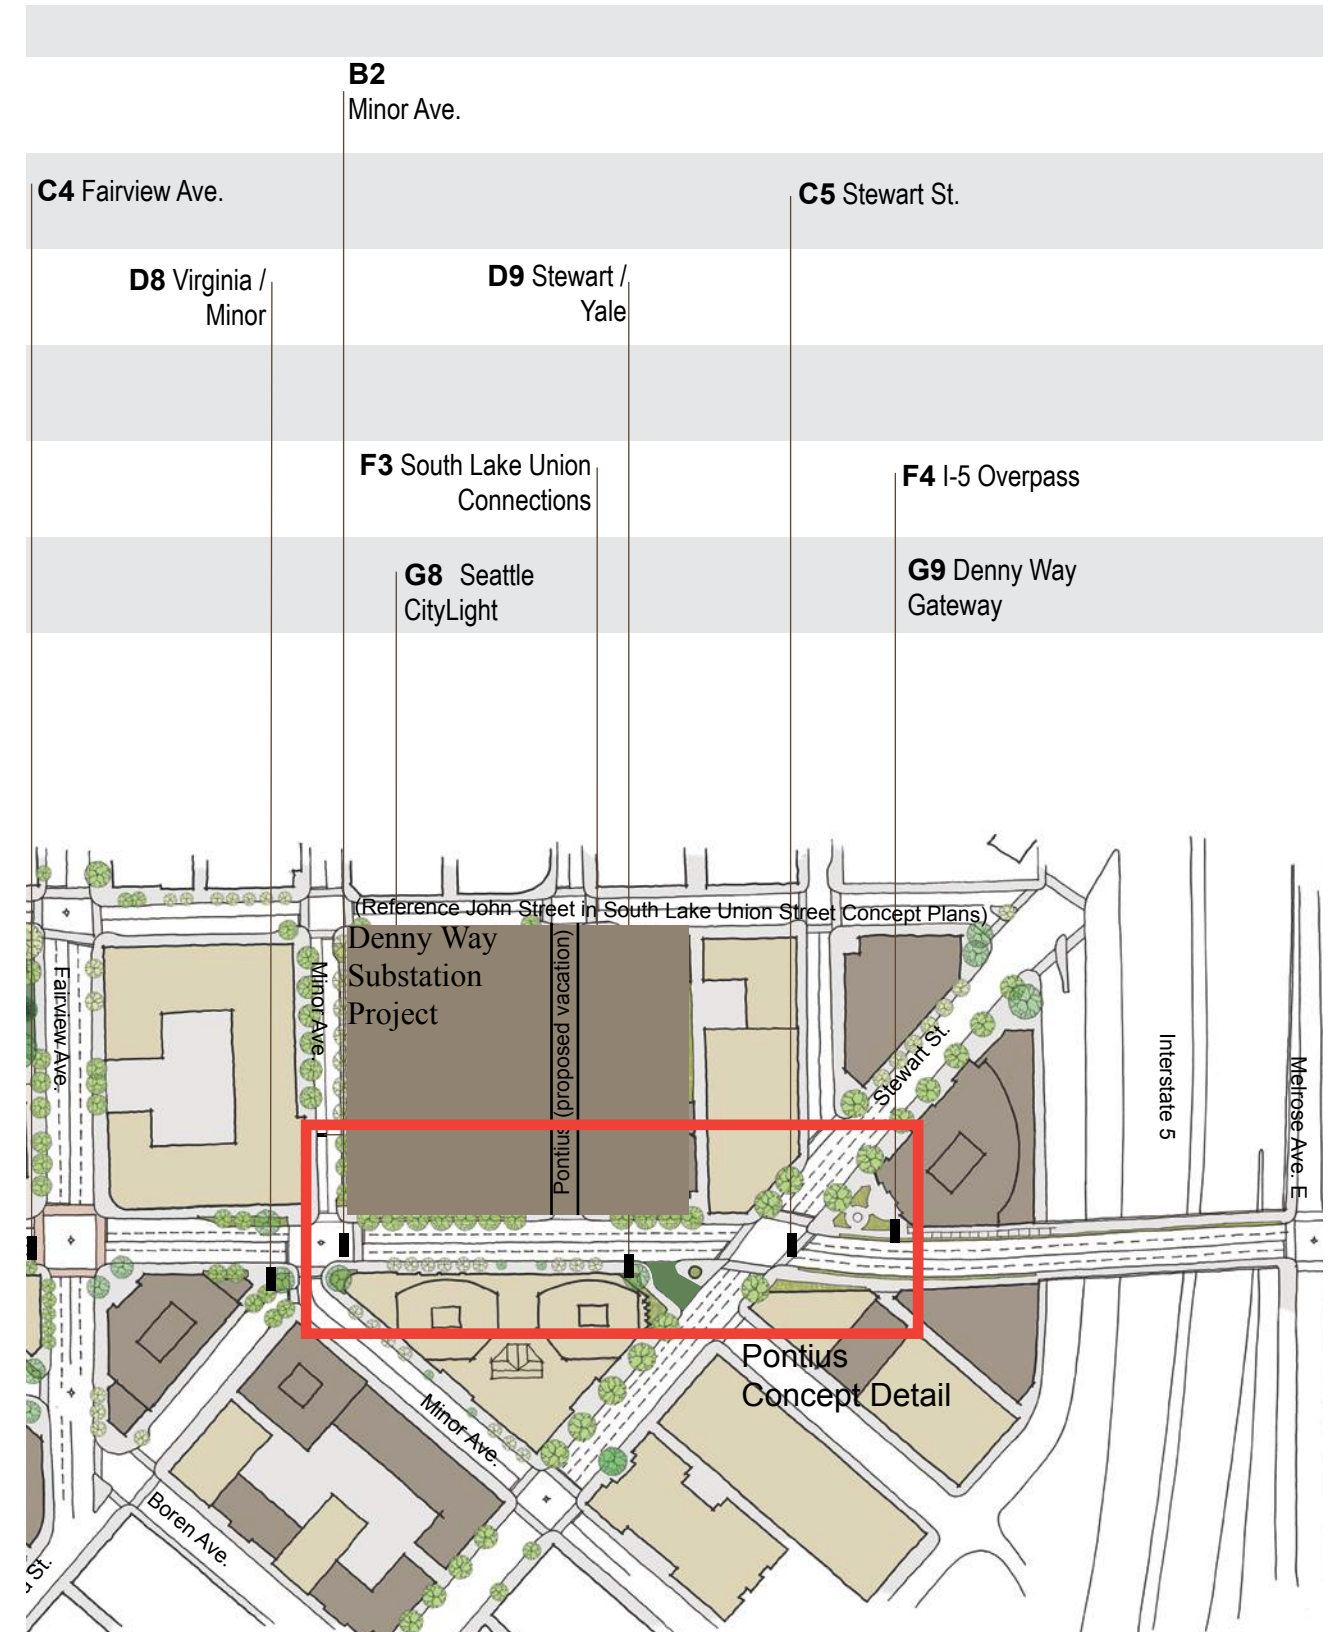 B2
Minor Ave.
C4 Fairview Ave.
C5 Stewart St.
D8 Virginia /
Minor
D9 Stewart /
Yale
F3 South Lake Union
Connections
F4 I-5 Overpass
G8 Seattle
CityLight
G9 Denny Way
Gateway
(Reference John Street in South Lake Union Street Concept Plans)
Denny Way
Substation
Project
Pontius (proposed vacation)
Fairview Ave.
Minor Ave.
Stewart St.
Interstate 5
Melrose Ave. E
Pontius
Concept Detail
Minor Ave.
Boren Ave.
St.